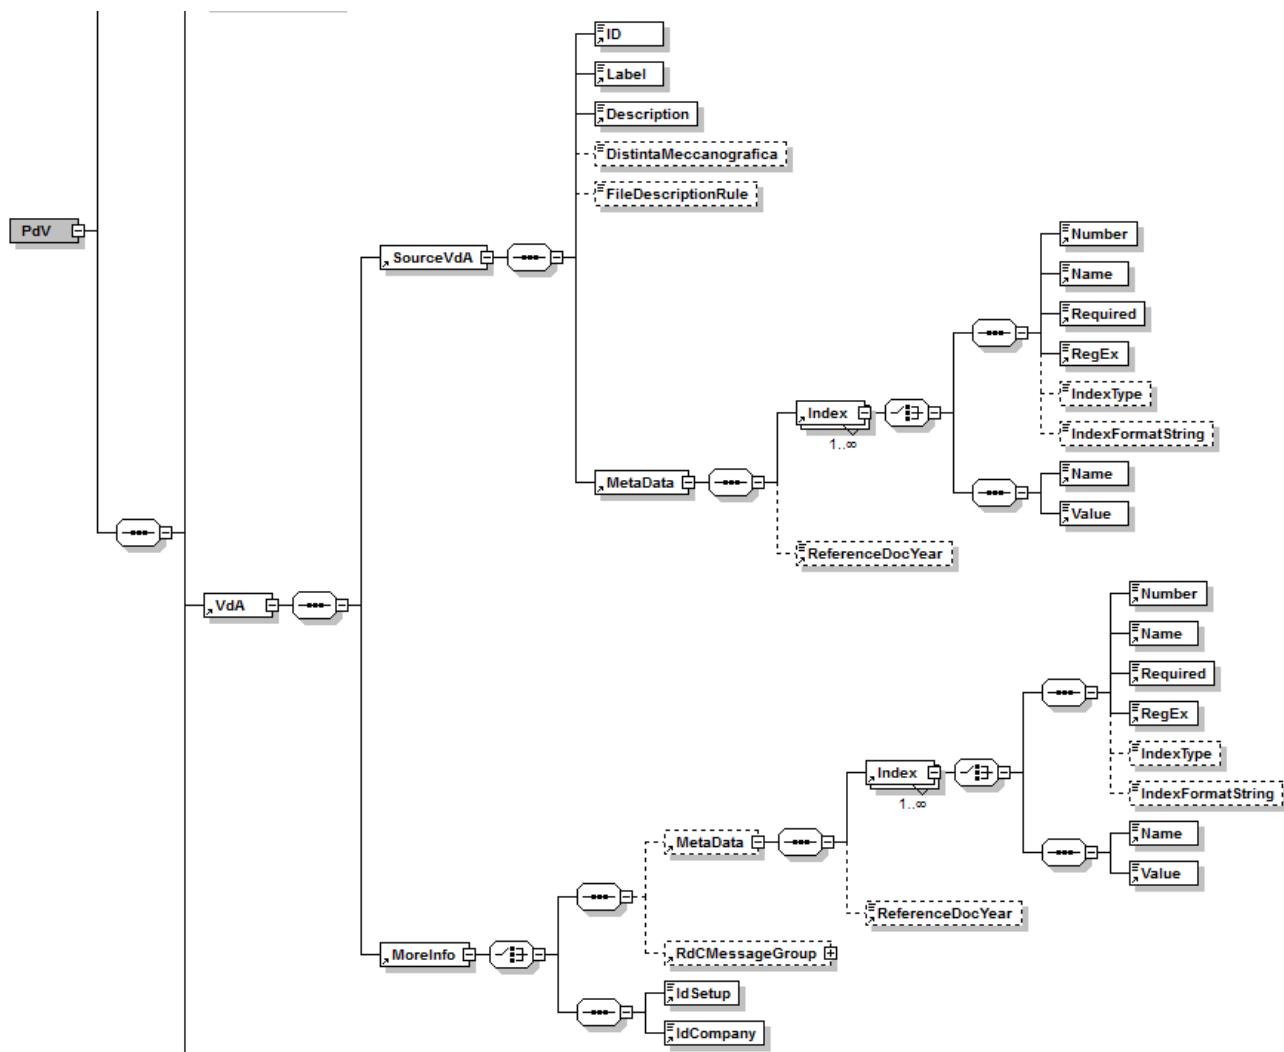 ID
Label
Description
DistintaMeccanografica
FileDescriptionRule
PdV
SourceVdA
Number
Name
Required
RegEx
IndexType
IndexFormatString
Index
1..∞
MetaData
Name
Value
ReferenceDocYear
VdA
Number
Name
Required
RegEx
IndexType
IndexFormatString
Index
1..∞
MetaData
Name
Value
ReferenceDocYear
MoreInfo
RdCMessageGroup
IdSetup
IdCompany